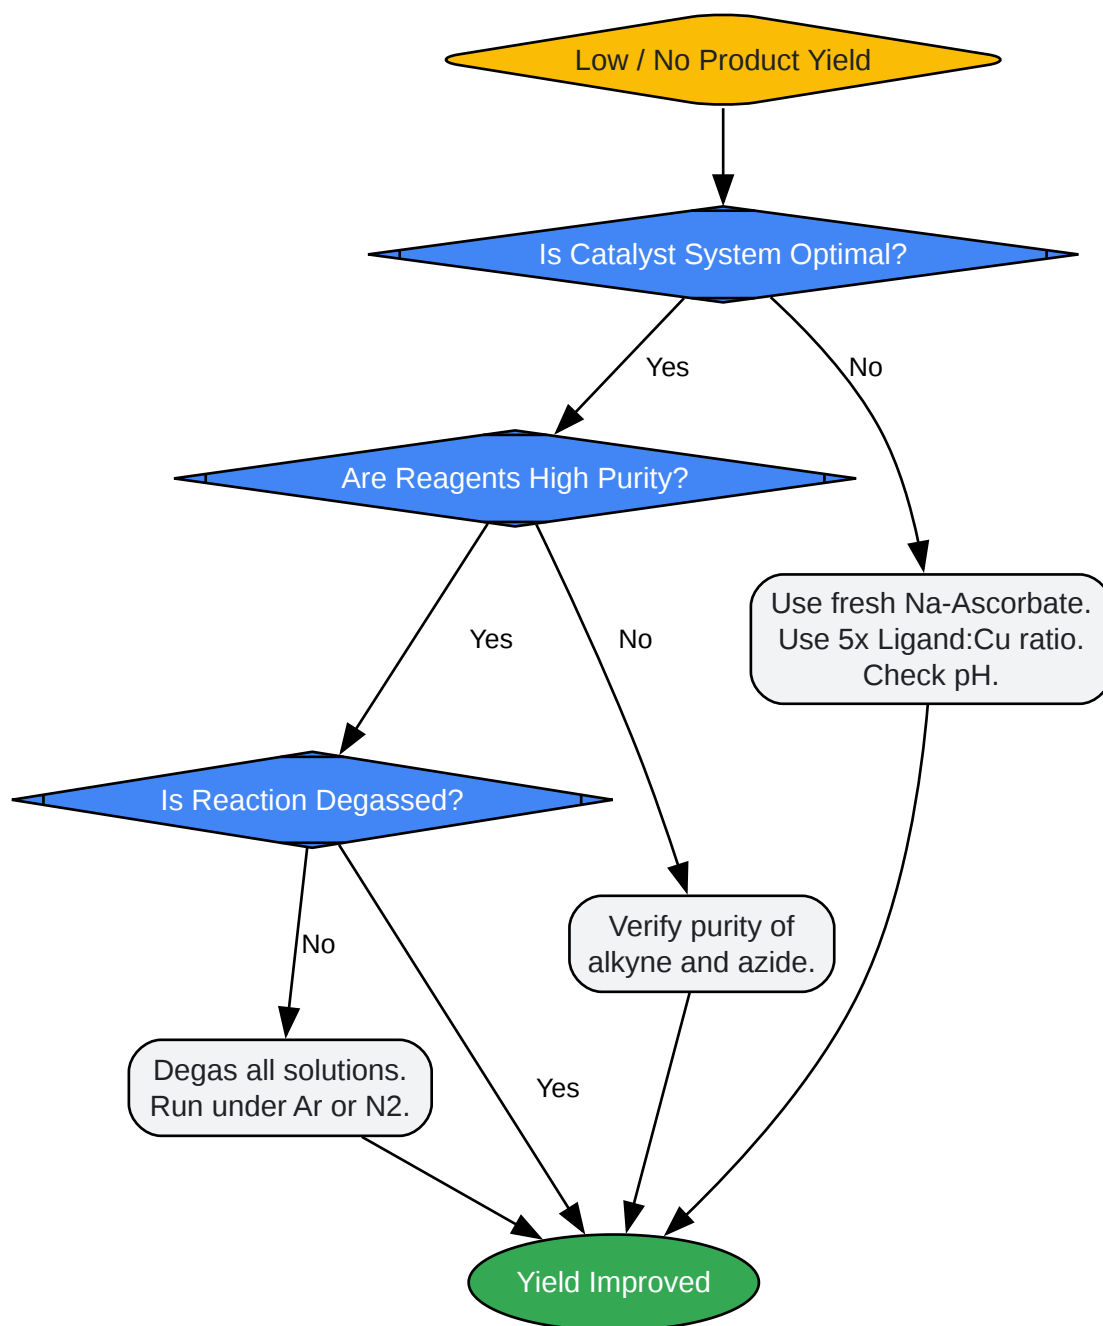 Low / No Product Yield
Is Catalyst System Optimal?
Yes
No
Are Reagents High Purity?
Use fresh Na-Ascorbate.
Use 5x Ligand:Cu ratio.
Check pH.
Yes
No
Is Reaction Degassed?
Verify purity of
alkyne and azide.
No
Degas all solutions.
Run under Ar or N2.
Yes
Yield Improved